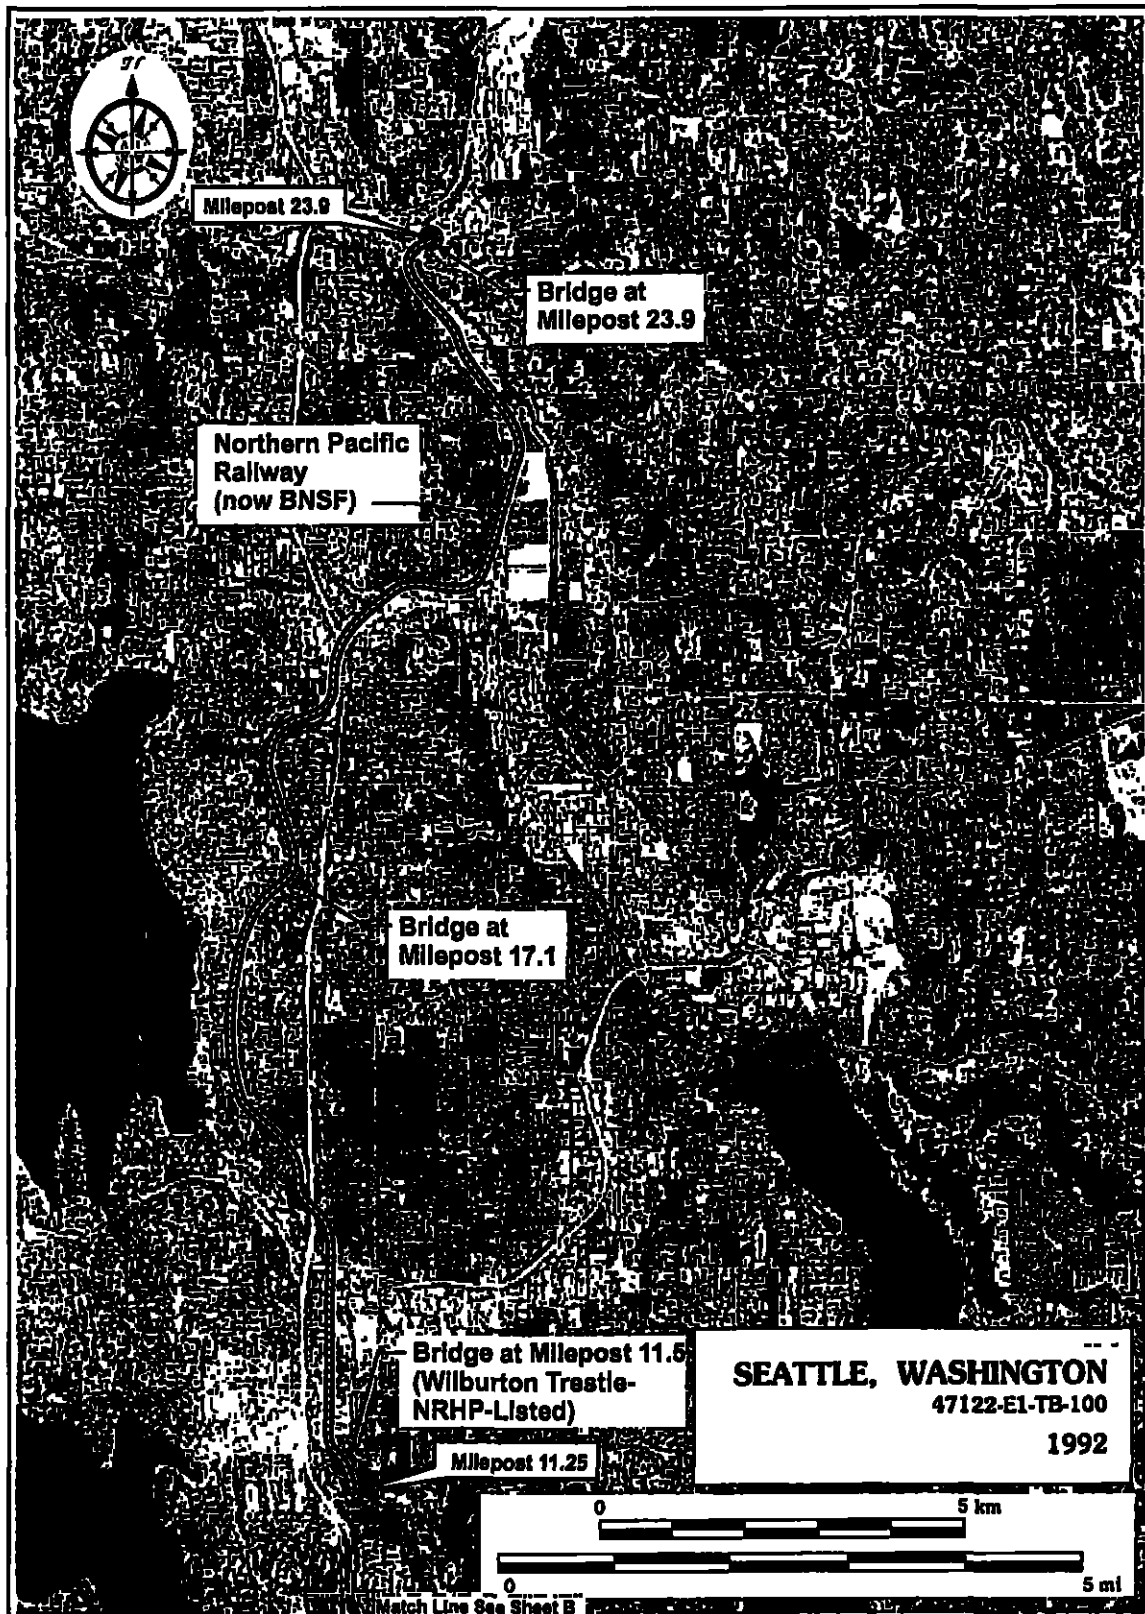 Milepost 23.9
Bridge at
Milepost 23.9
Northern Pacific
Railway
(now BNSF)
Bridge at
Milepost 17.1
Bridge at Milepost 11.5
(Wilburton Trestle-
NRHP-Listed)
Milepost 11.25
SEATTLE, WASHINGTON
47122-E1-TB-100
1992
0 5 km
0 5 mi
Match Line See Sheet B